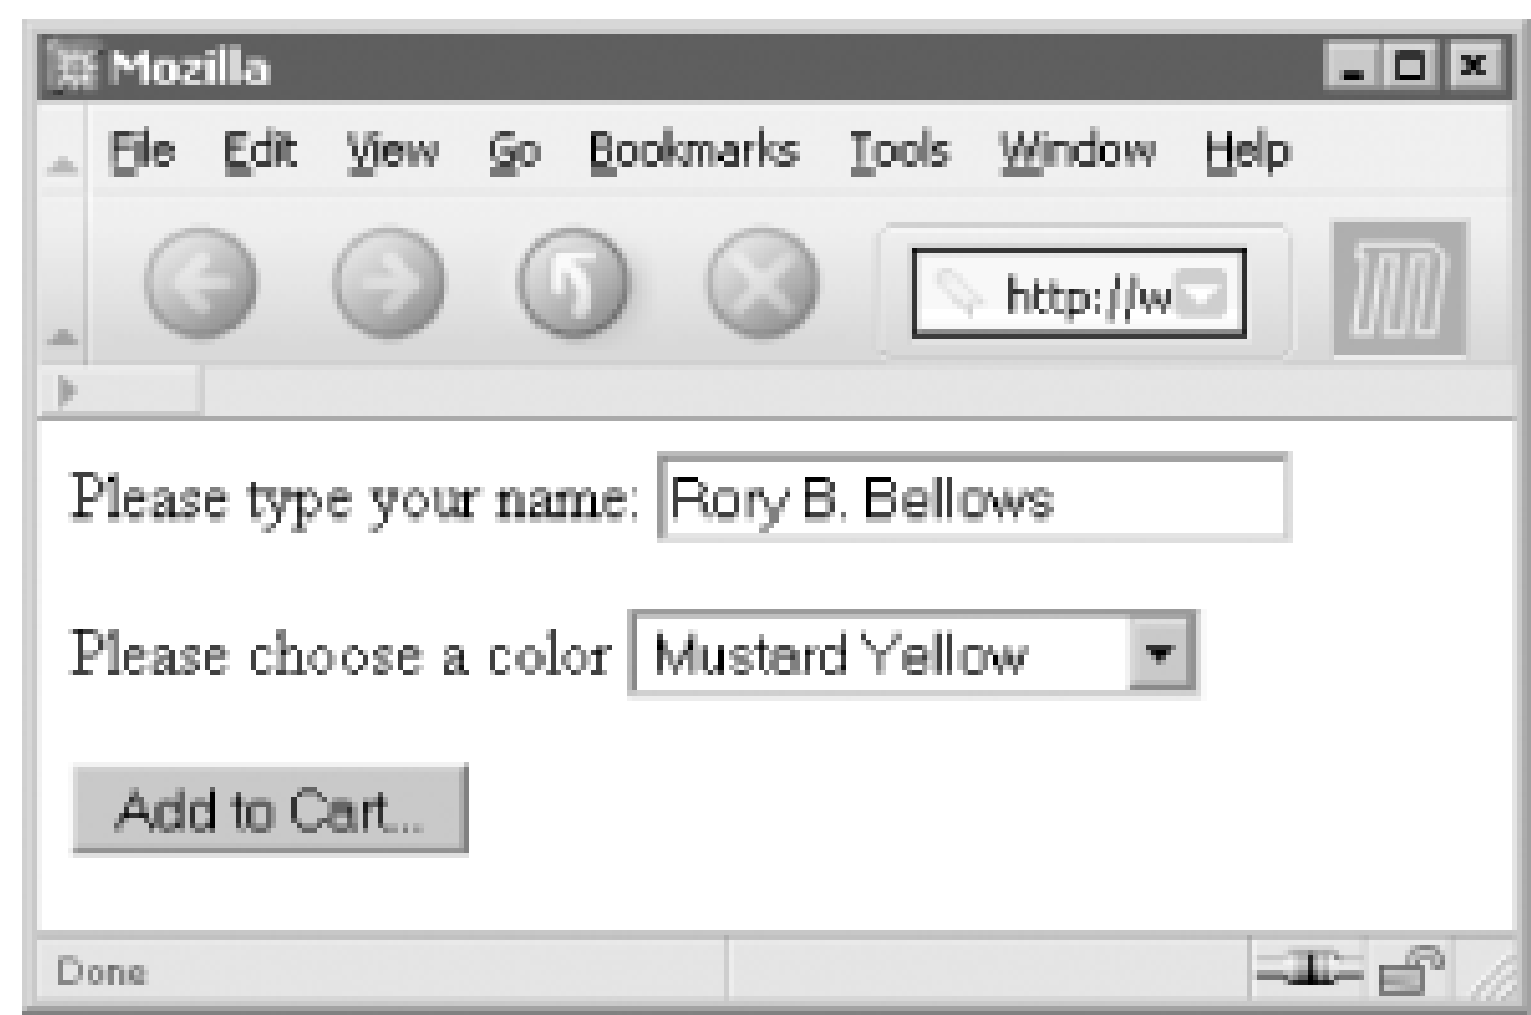 Mozilla
File Edit View Go Bookmarks Tools Window Help
http://w
Please type your name: Rory B. Bellows
Please choose a color Mustard Yellow
Add to Cart...
Done